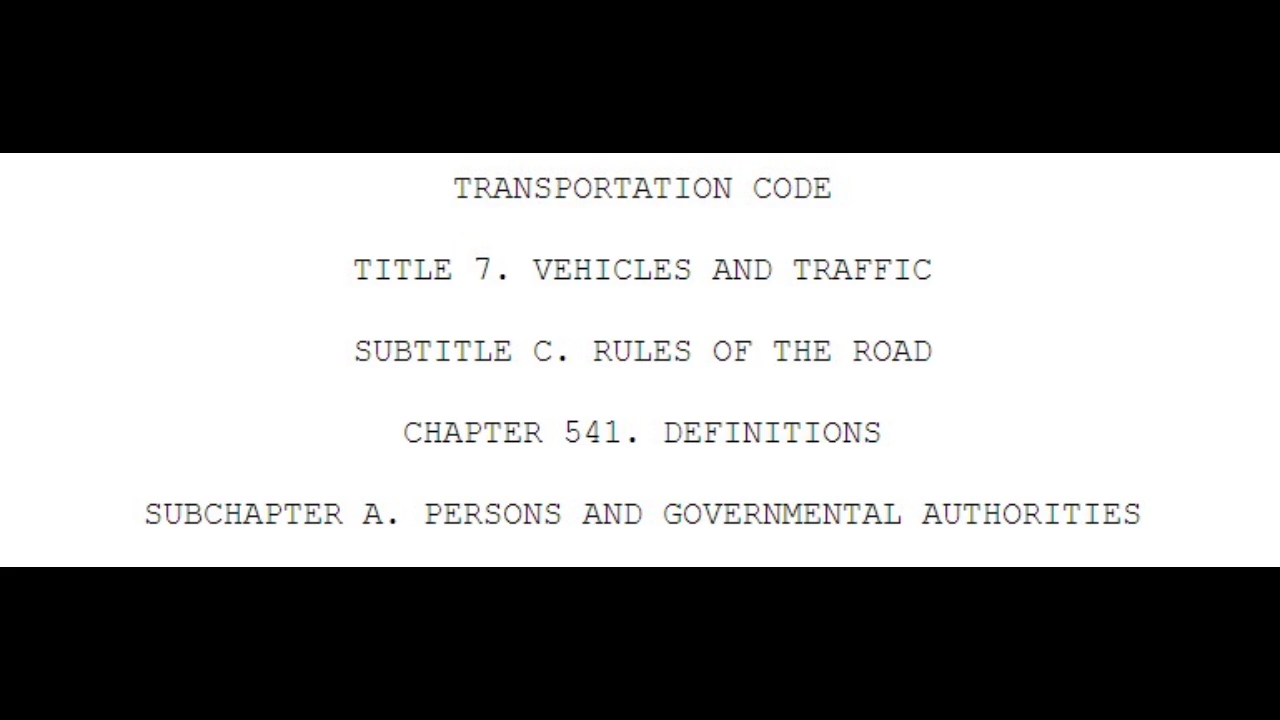 TRANSPORTATION CODE
TITLE 7. VEHICLES AND TRAFFIC
SUBTITLE C. RULES OF THE ROAD
CHAPTER 541. DEFINITIONS
SUBCHAPTER A. PERSONS AND GOVERNMENTAL AUTHORITIES